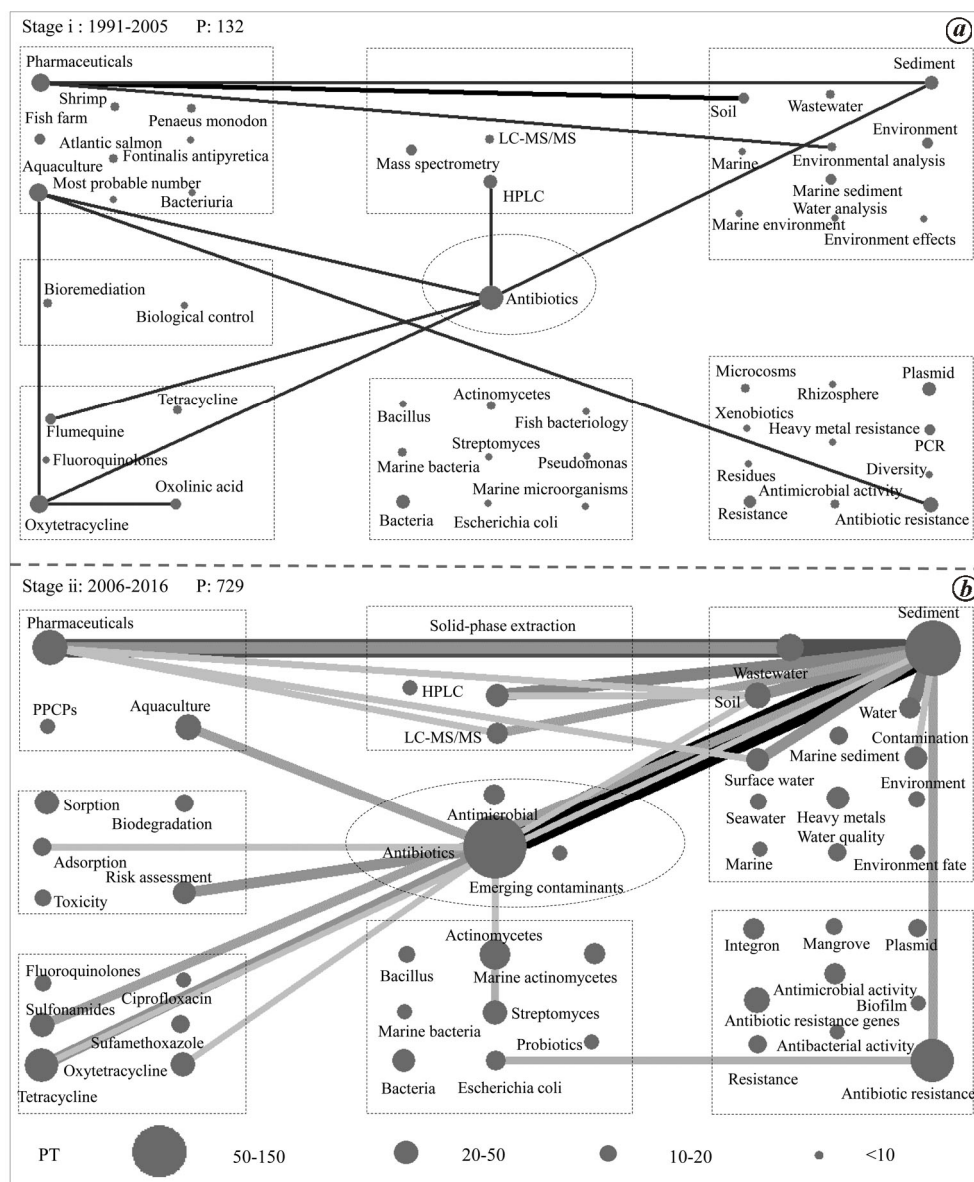 Stage i : 1991-2005 P: 132
a
Pharmaceuticals
Sediment
Shrimp
Soil
Wastewater
Fish farm
Penaeus monodon
LC-MS/MS
Environment
Atlantic salmon
Fontinalis antipyretica
Mass spectrometry
Marine
Environmental analysis
Aquaculture
Most probable number
Marine sediment
Bacteriuria
HPLC
Water analysis
Marine environment
Environment effects
Bioremediation
Antibiotics
Biological control
Microcosms
Rhizosphere
Plasmid
Tetracycline
Actinomycetes
Bacillus
Fish bacteriology
Xenobiotics
Heavy metal resistance
Flumequine
Streptomyces
PCR
Fluoroquinolones
Marine bacteria
Pseudomonas
Residues
Diversity
Oxolinic acid
Marine microorganisms
Antimicrobial activity
Oxytetracycline
Bacteria
Escherichia coli
Resistance
Antibiotic resistance
Stage ii: 2006-2016 P: 729
b
Pharmaceuticals
Solid-phase extraction
Sediment
Wastewater
HPLC
Soil
PPCPs
Aquaculture
LC-MS/MS
Water
Contamination
Marine sediment
Surface water
Environment
Sorption
Biodegradation
Antimicrobial
Seawater
Heavy metals
Water quality
Adsorption
Antibiotics
Marine
Environment fate
Risk assessment
Emerging contaminants
Toxicity
Actinomycetes
Integron
Mangrove
Plasmid
Fluoroquinolones
Bacillus
Marine actinomycetes
Ciprofloxacin
Antimicrobial activity
Sulfonamides
Biofilm
Marine bacteria
Streptomyces
Antibiotic resistance genes
Sufamethoxazole
Probiotics
Antibacterial activity
Oxytetracycline
Tetracycline
Bacteria
Escherichia coli
Resistance
Antibiotic resistance
PT 50-150 20-50 10-20 <10